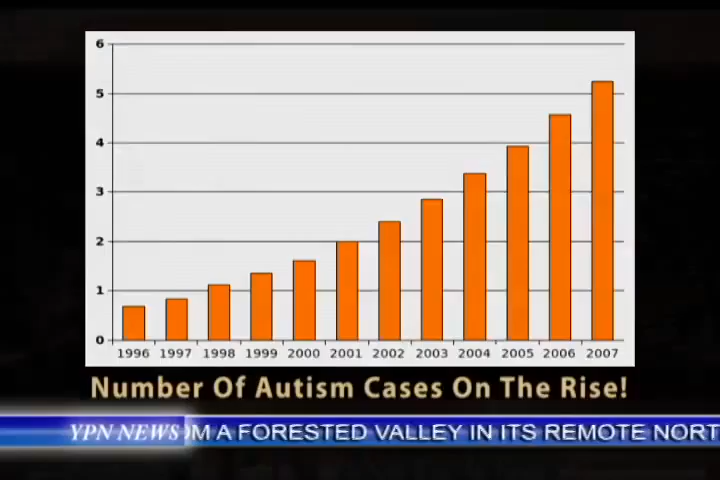 6
5
4
3
2
1
0
1996 1997 1998 1999 2000 2001 2002 2003 2004 2005 2006 2007
Number Of Autism Cases On The Rise!
YPN NEWS A FORESTED VALLEY IN ITS REMOTE